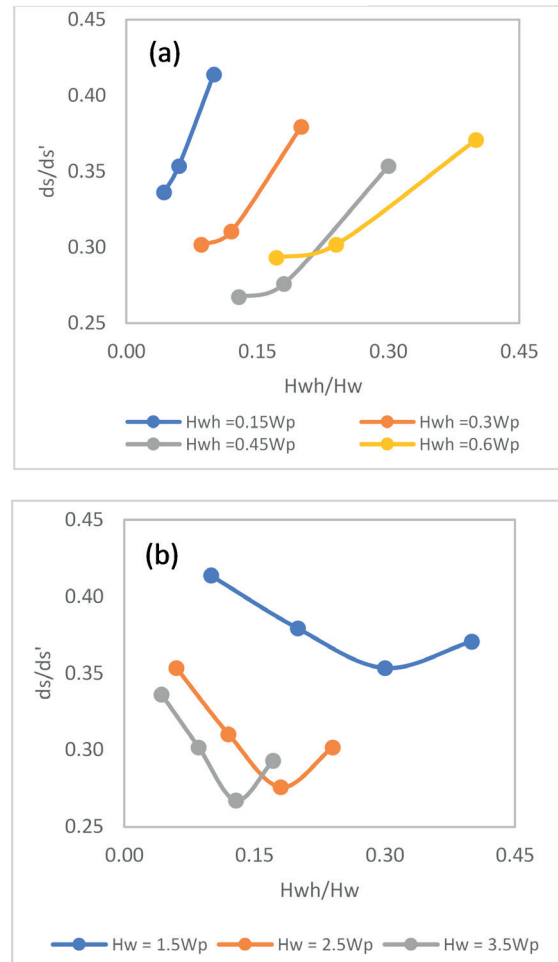 (a)
0.45
0.40
0.35
0.30
0.25
ds/ds'
0.00 0.15 0.30 0.45
Hwh/Hw
Hwh =0.15Wp Hwh =0.3Wp
Hwh =0.45Wp Hwh =0.6Wp
(b)
0.45
0.40
0.35
0.30
0.25
ds/ds'
0.00 0.15 0.30 0.45
Hwh/Hw
Hw = 1.5Wp Hw = 2.5Wp Hw = 3.5Wp